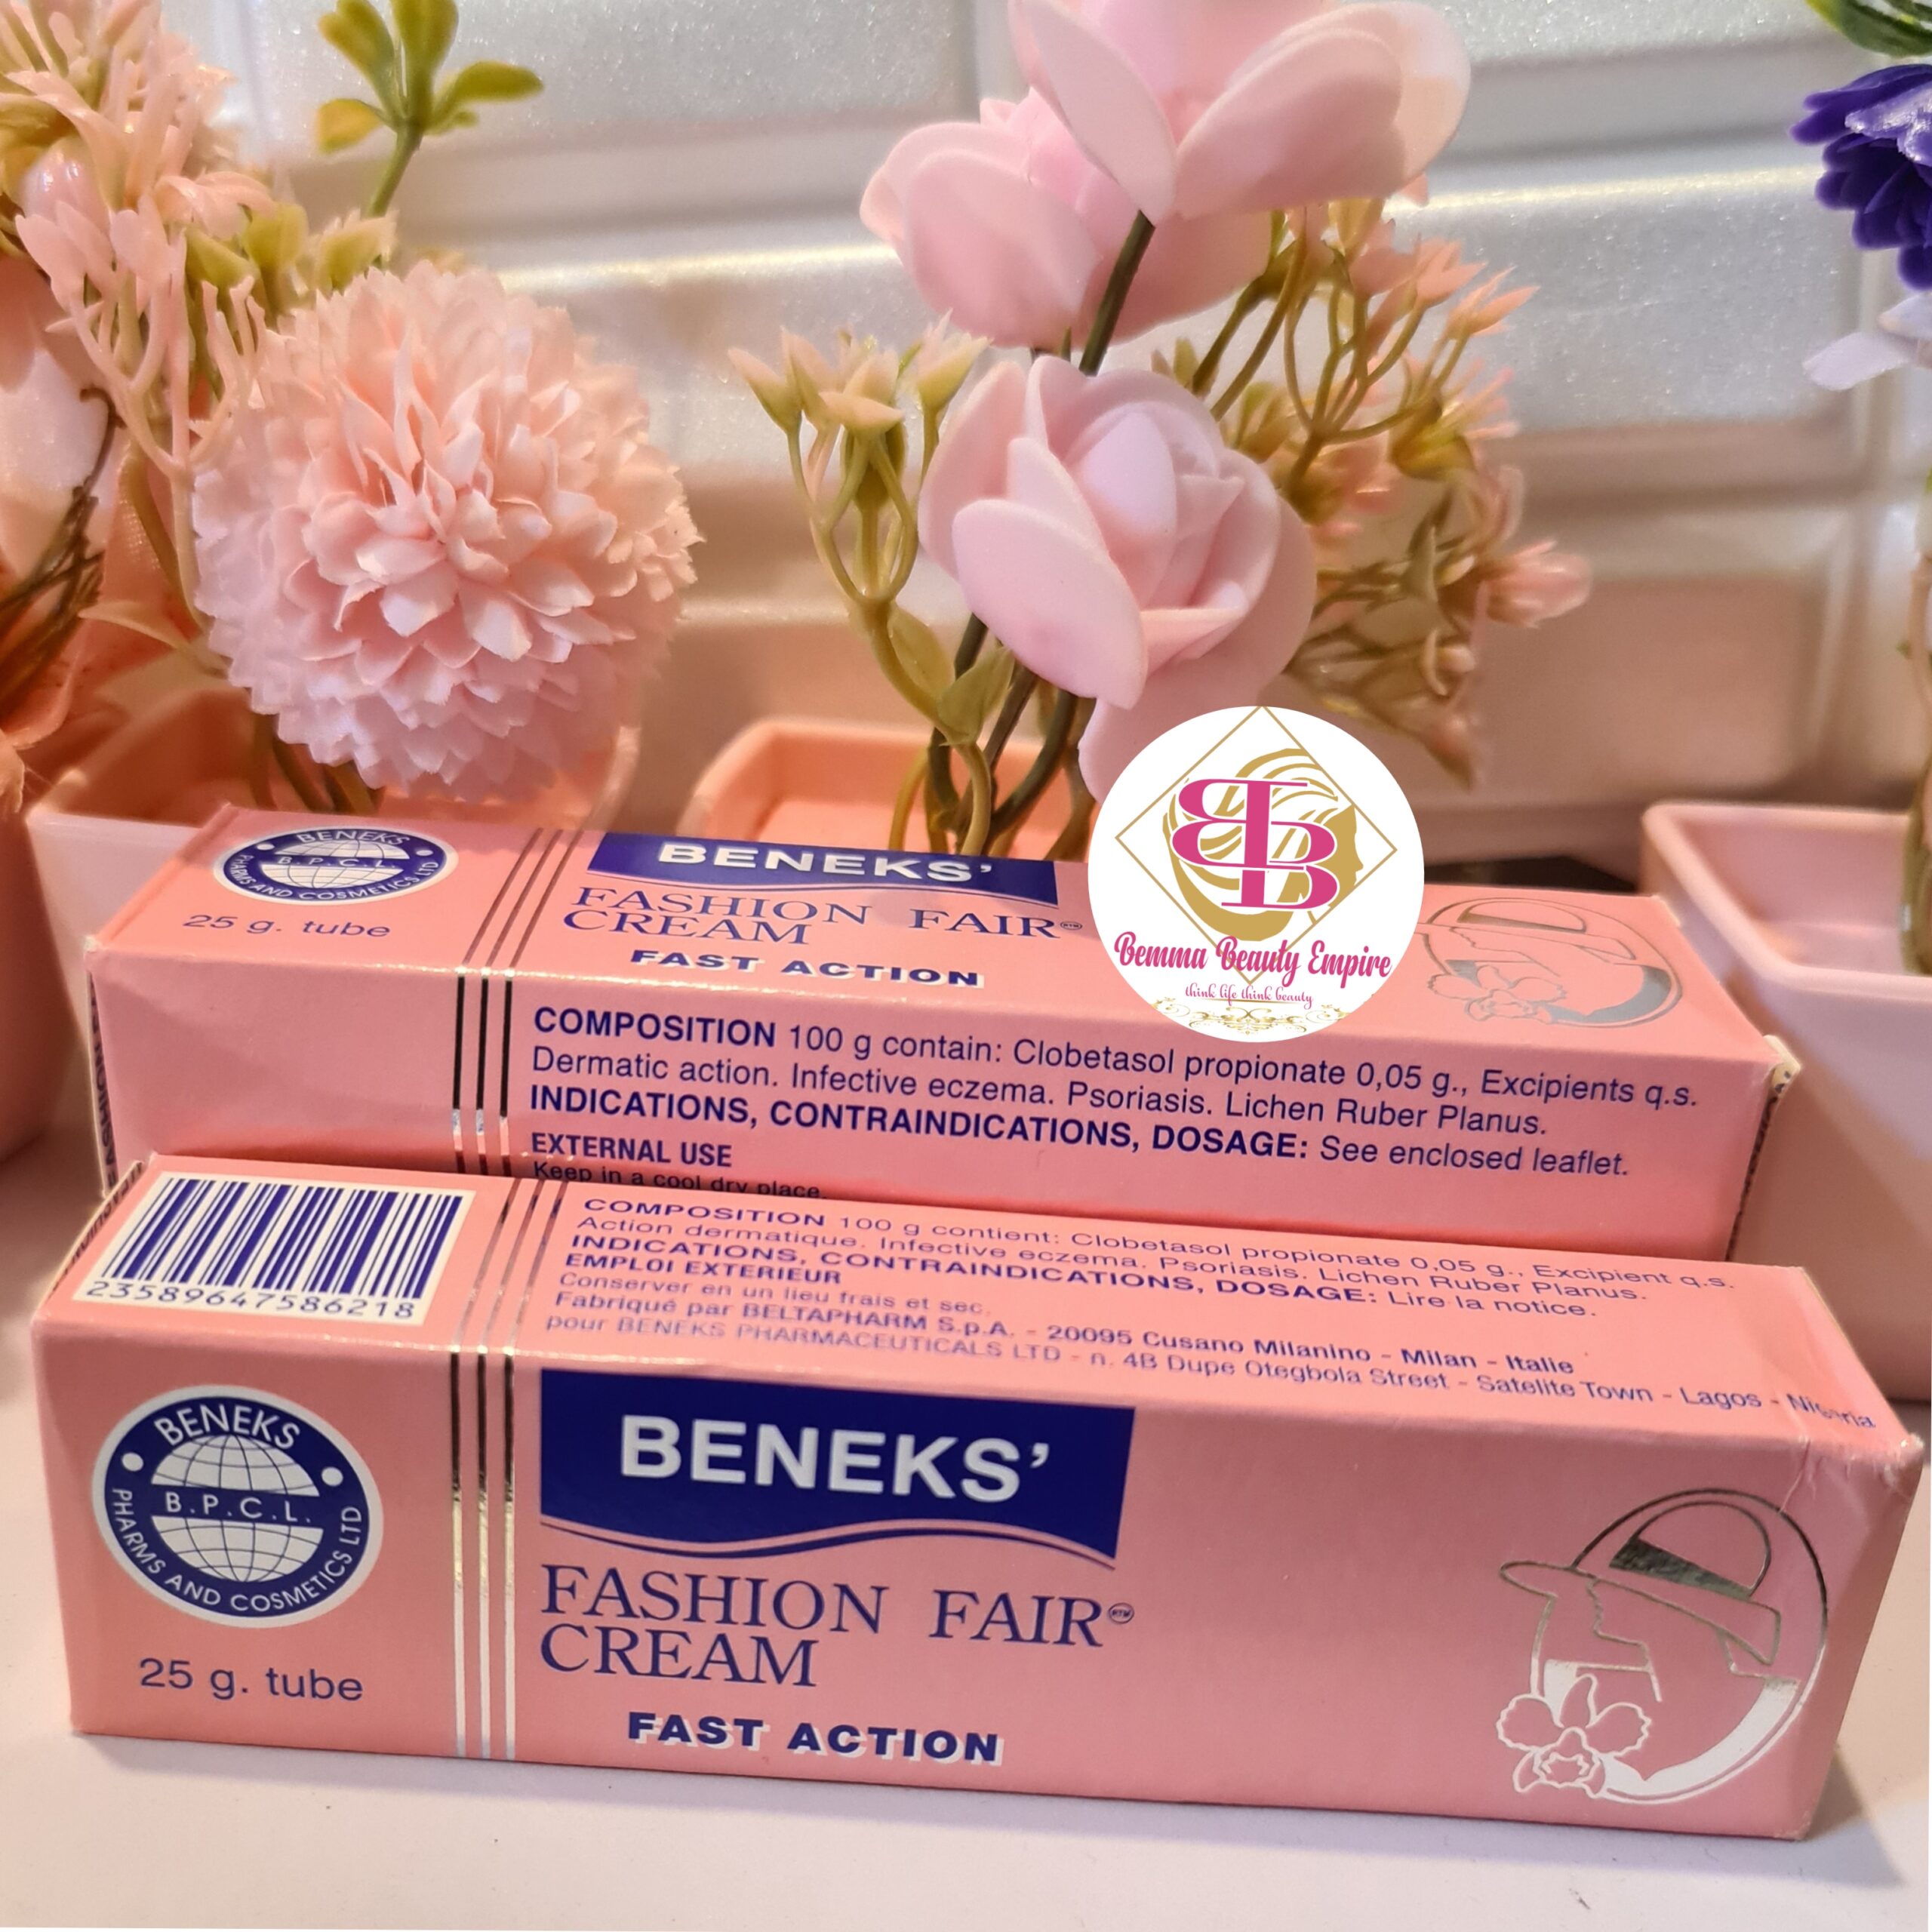 BENEKS
B.P.C.L.
PHARMS AND COSMETICS LTD
25 g. tube
BENEKS'
FASHION FAIR
CREAM
FAST ACTION
BB
Bemma Beauty Empire
think life think beauty
COMPOSITION 100 g contain: Clobetasol propionate 0,05 g., Excipients q.s.
Dermatic action. Infective eczema. Psoriasis. Lichen Ruber Planus.
INDICATIONS, CONTRAINDICATIONS, DOSAGE: See enclosed leaflet.
EXTERNAL USE
Keep in a cool dry place.
23589647586218
COMPOSITION 100 g contient: Clobetasol propionate 0,05 g., Excipient q.s.
Action dermatique. Infective eczema. Psoriasis. Lichen Ruber Planus.
INDICATIONS, CONTRAINDICATIONS, DOSAGE: Lire la notice.
EMPLOI EXTERIEUR
Conserver en un lieu frais et sec.
Fabriqué par BELTAPHARM S.p.A. - 20095 Cusano Milanino - Milan - Italie
pour BENEKS PHARMACEUTICALS LTD - n. 4B Dupe Otegbola Street - Satelite Town - Lagos - Nigeria
BENEKS
B.P.C.L.
PHARMS AND COSMETICS LTD
25 g. tube
BENEKS'
FASHION FAIR
CREAM
FAST ACTION